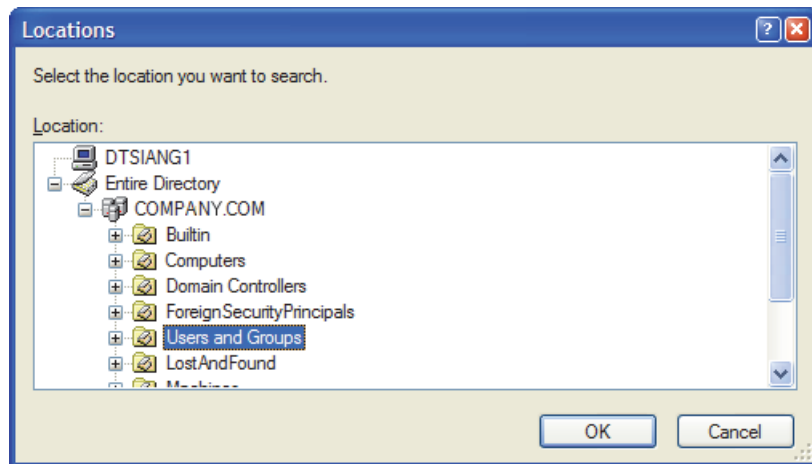 Locations
Select the location you want to search.
Location:
DTSIANG1
Entire Directory
COMPANY.COM
Builtin
Computers
Domain Controllers
ForeignSecurityPrincipals
Users and Groups
LostAndFound
OK
Cancel